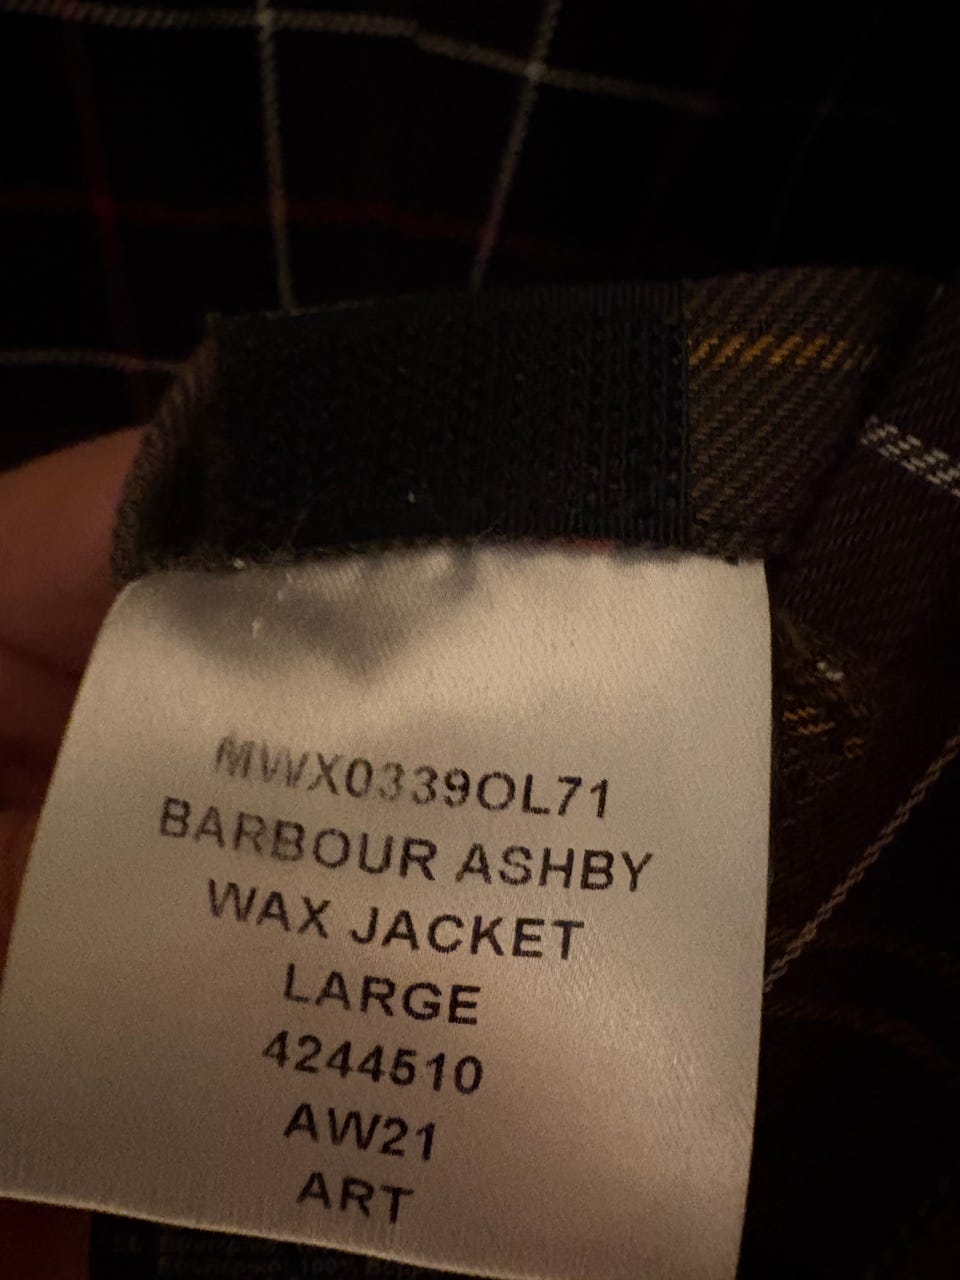 MWX0339OL71
BARBOUR ASHBY
WAX JACKET
LARGE
4244510
AW21
ART